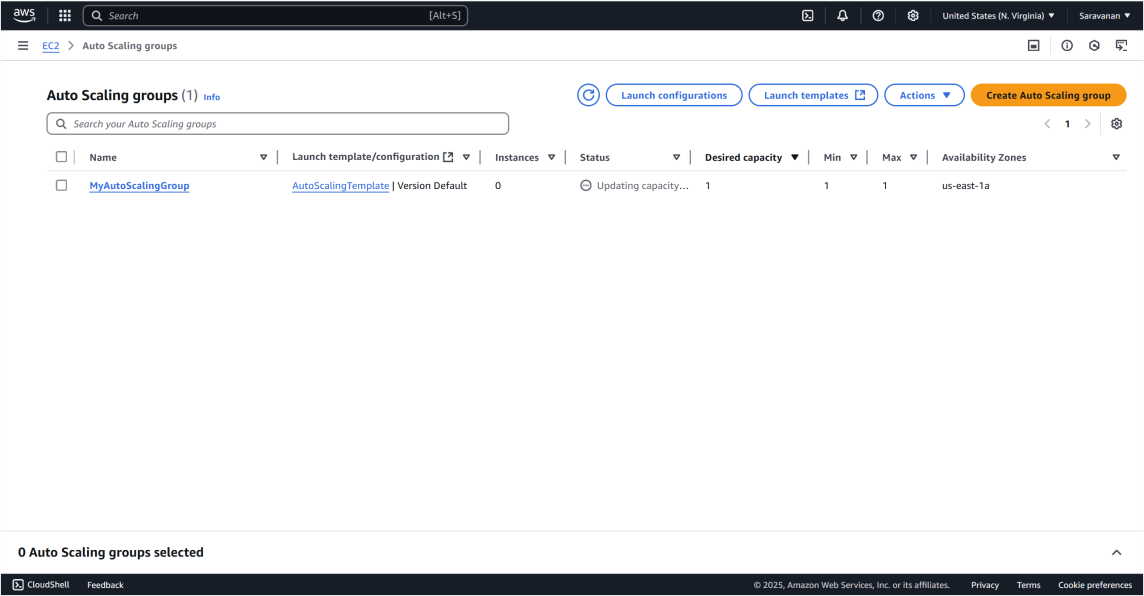 aws Search [Alt+S] United States (N. Virginia) Saravanan
EC2 Auto Scaling groups
Auto Scaling groups (1) Info Launch configurations Launch templates Actions Create Auto Scaling group
Search your Auto Scaling groups 1
Name Launch template/configuration Instances Status Desired capacity Min Max Availability Zones
MyAutoScalingGroup AutoScalingTemplate | Version Default 0 Updating capacity... 1 1 1 us-east-1a
0 Auto Scaling groups selected
CloudShell Feedback © 2025, Amazon Web Services, Inc. or its affiliates. Privacy Terms Cookie preferences